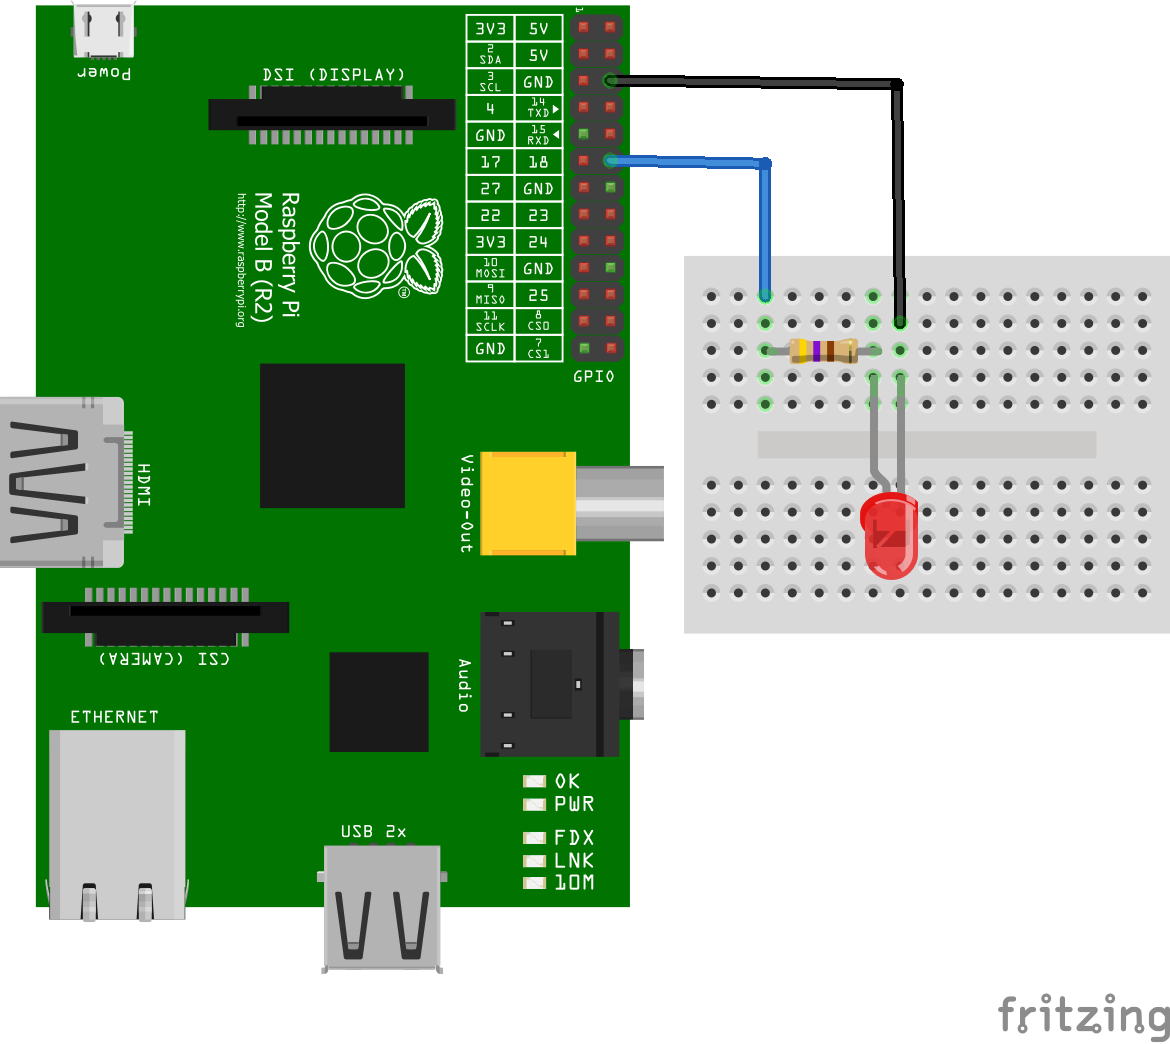 1
Power
DSI (DISPLAY)
3V3 5V
2 SDA 5V
3 SCL GND
4 14 TXD
GND 15 RXD
17 18
27 GND
22 23
3V3 24
10 MOSI GND
9 MISO 25
11 SCLK 8 CS0
GND 7 CS1
GPIO
Raspberry Pi
Model B (R2)
http://www.raspberrypi.org
TM
HDMI
Video-Out
CSI (CAMERA)
Audio
ETHERNET
OK
PWR
FDX
LNK
10M
USB 2x
fritzing